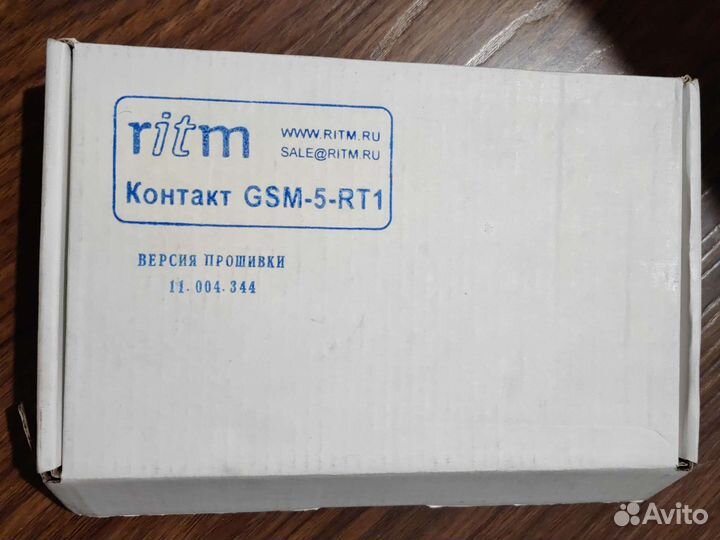 ritm
WWW.RITM.RU
SALE@RITM.RU
Контакт GSM-5-RT1
ВЕРСИЯ ПРОШИВКИ
11.004.344
Avito